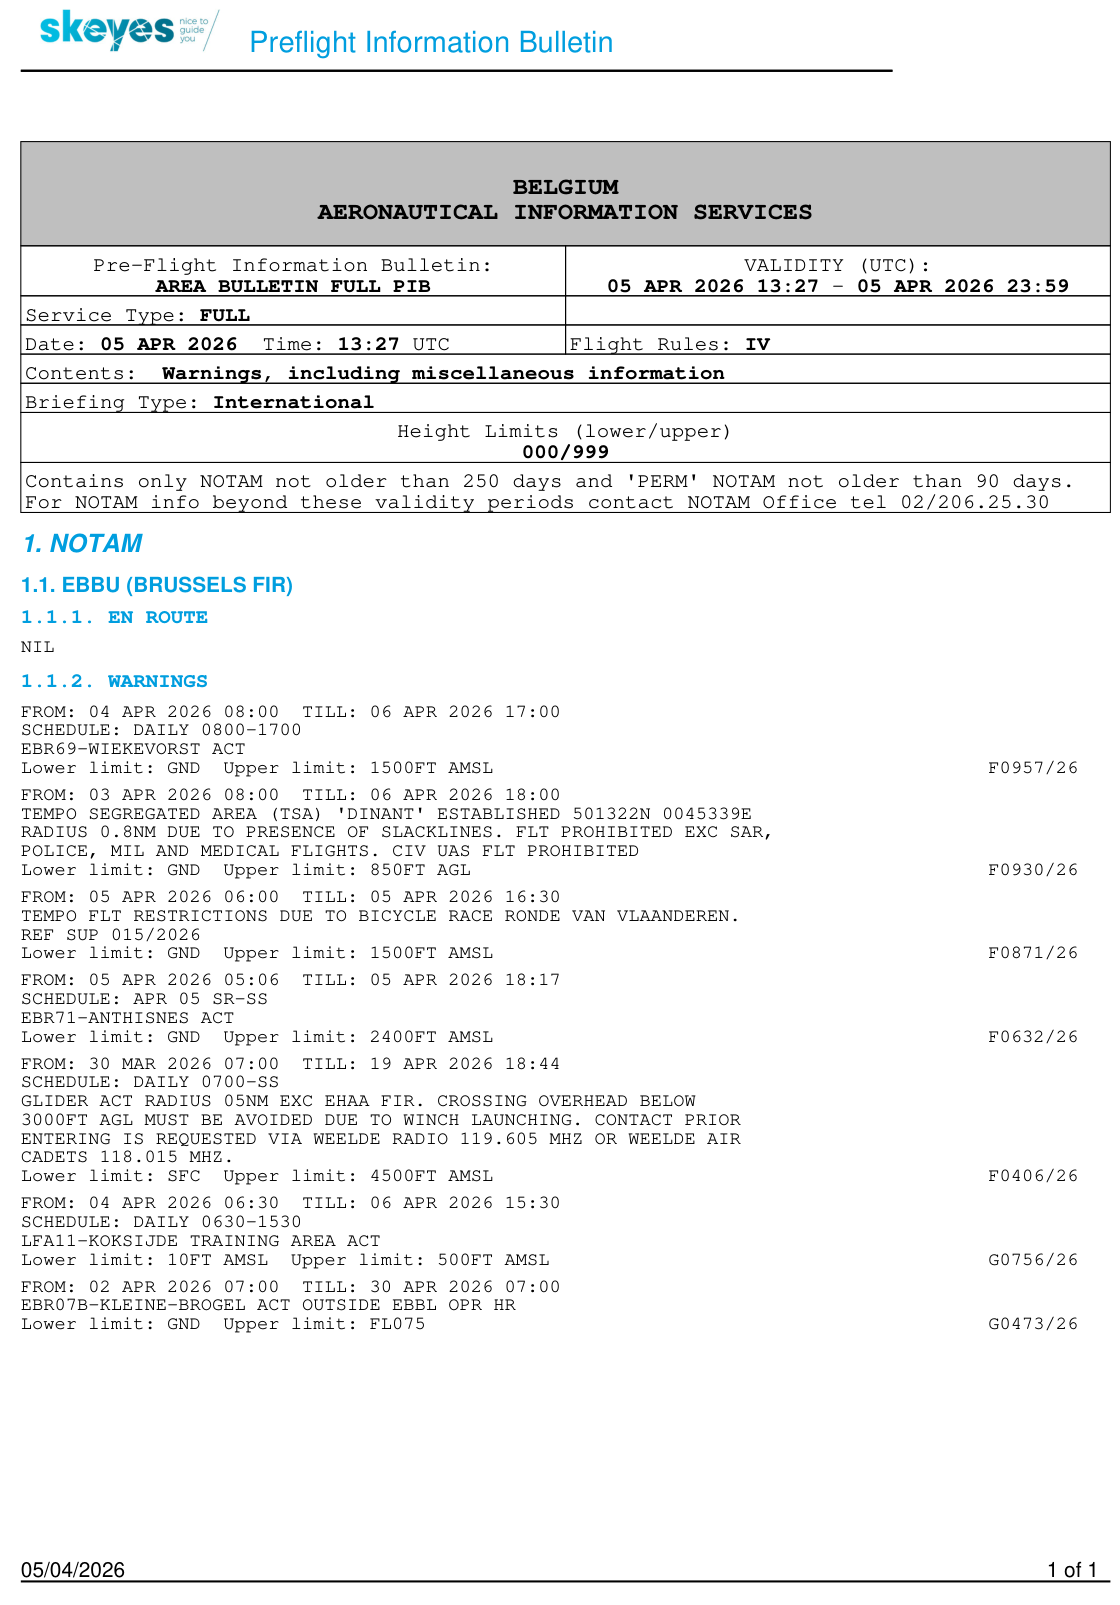 skeyes nice to guide you
Preflight Information Bulletin
BELGIUM
AERONAUTICAL INFORMATION SERVICES
Pre-Flight Information Bulletin:
AREA BULLETIN FULL PIB
VALIDITY (UTC):
05 APR 2026 13:27 - 05 APR 2026 23:59
Service Type: FULL
Date: 05 APR 2026 Time: 13:27 UTC
Flight Rules: IV
Contents: Warnings, including miscellaneous information
Briefing Type: International
Height Limits (lower/upper)
000/999
Contains only NOTAM not older than 250 days and 'PERM' NOTAM not older than 90 days.
For NOTAM info beyond these validity periods contact NOTAM Office tel 02/206.25.30
1. NOTAM
1.1. EBBU (BRUSSELS FIR)
1.1.1. EN ROUTE
NIL
1.1.2. WARNINGS
FROM: 04 APR 2026 08:00 TILL: 06 APR 2026 17:00
SCHEDULE: DAILY 0800-1700
EBR69-WIEKEVORST ACT
Lower limit: GND Upper limit: 1500FT AMSL F0957/26
FROM: 03 APR 2026 08:00 TILL: 06 APR 2026 18:00
TEMPO SEGREGATED AREA (TSA) 'DINANT' ESTABLISHED 501322N 0045339E
RADIUS 0.8NM DUE TO PRESENCE OF SLACKLINES. FLT PROHIBITED EXC SAR,
POLICE, MIL AND MEDICAL FLIGHTS. CIV UAS FLT PROHIBITED
Lower limit: GND Upper limit: 850FT AGL F0930/26
FROM: 05 APR 2026 06:00 TILL: 05 APR 2026 16:30
TEMPO FLT RESTRICTIONS DUE TO BICYCLE RACE RONDE VAN VLAANDEREN.
REF SUP 015/2026
Lower limit: GND Upper limit: 1500FT AMSL F0871/26
FROM: 05 APR 2026 05:06 TILL: 05 APR 2026 18:17
SCHEDULE: APR 05 SR-SS
EBR71-ANTHISNES ACT
Lower limit: GND Upper limit: 2400FT AMSL F0632/26
FROM: 30 MAR 2026 07:00 TILL: 19 APR 2026 18:44
SCHEDULE: DAILY 0700-SS
GLIDER ACT RADIUS 05NM EXC EHAA FIR. CROSSING OVERHEAD BELOW
3000FT AGL MUST BE AVOIDED DUE TO WINCH LAUNCHING. CONTACT PRIOR
ENTERING IS REQUESTED VIA WEELDE RADIO 119.605 MHZ OR WEELDE AIR
CADETS 118.015 MHZ.
Lower limit: SFC Upper limit: 4500FT AMSL F0406/26
FROM: 04 APR 2026 06:30 TILL: 06 APR 2026 15:30
SCHEDULE: DAILY 0630-1530
LFA11-KOKSIJDE TRAINING AREA ACT
Lower limit: 10FT AMSL Upper limit: 500FT AMSL G0756/26
FROM: 02 APR 2026 07:00 TILL: 30 APR 2026 07:00
EBR07B-KLEINE-BROGEL ACT OUTSIDE EBBL OPR HR
Lower limit: GND Upper limit: FL075 G0473/26
05/04/2026 1 of 1